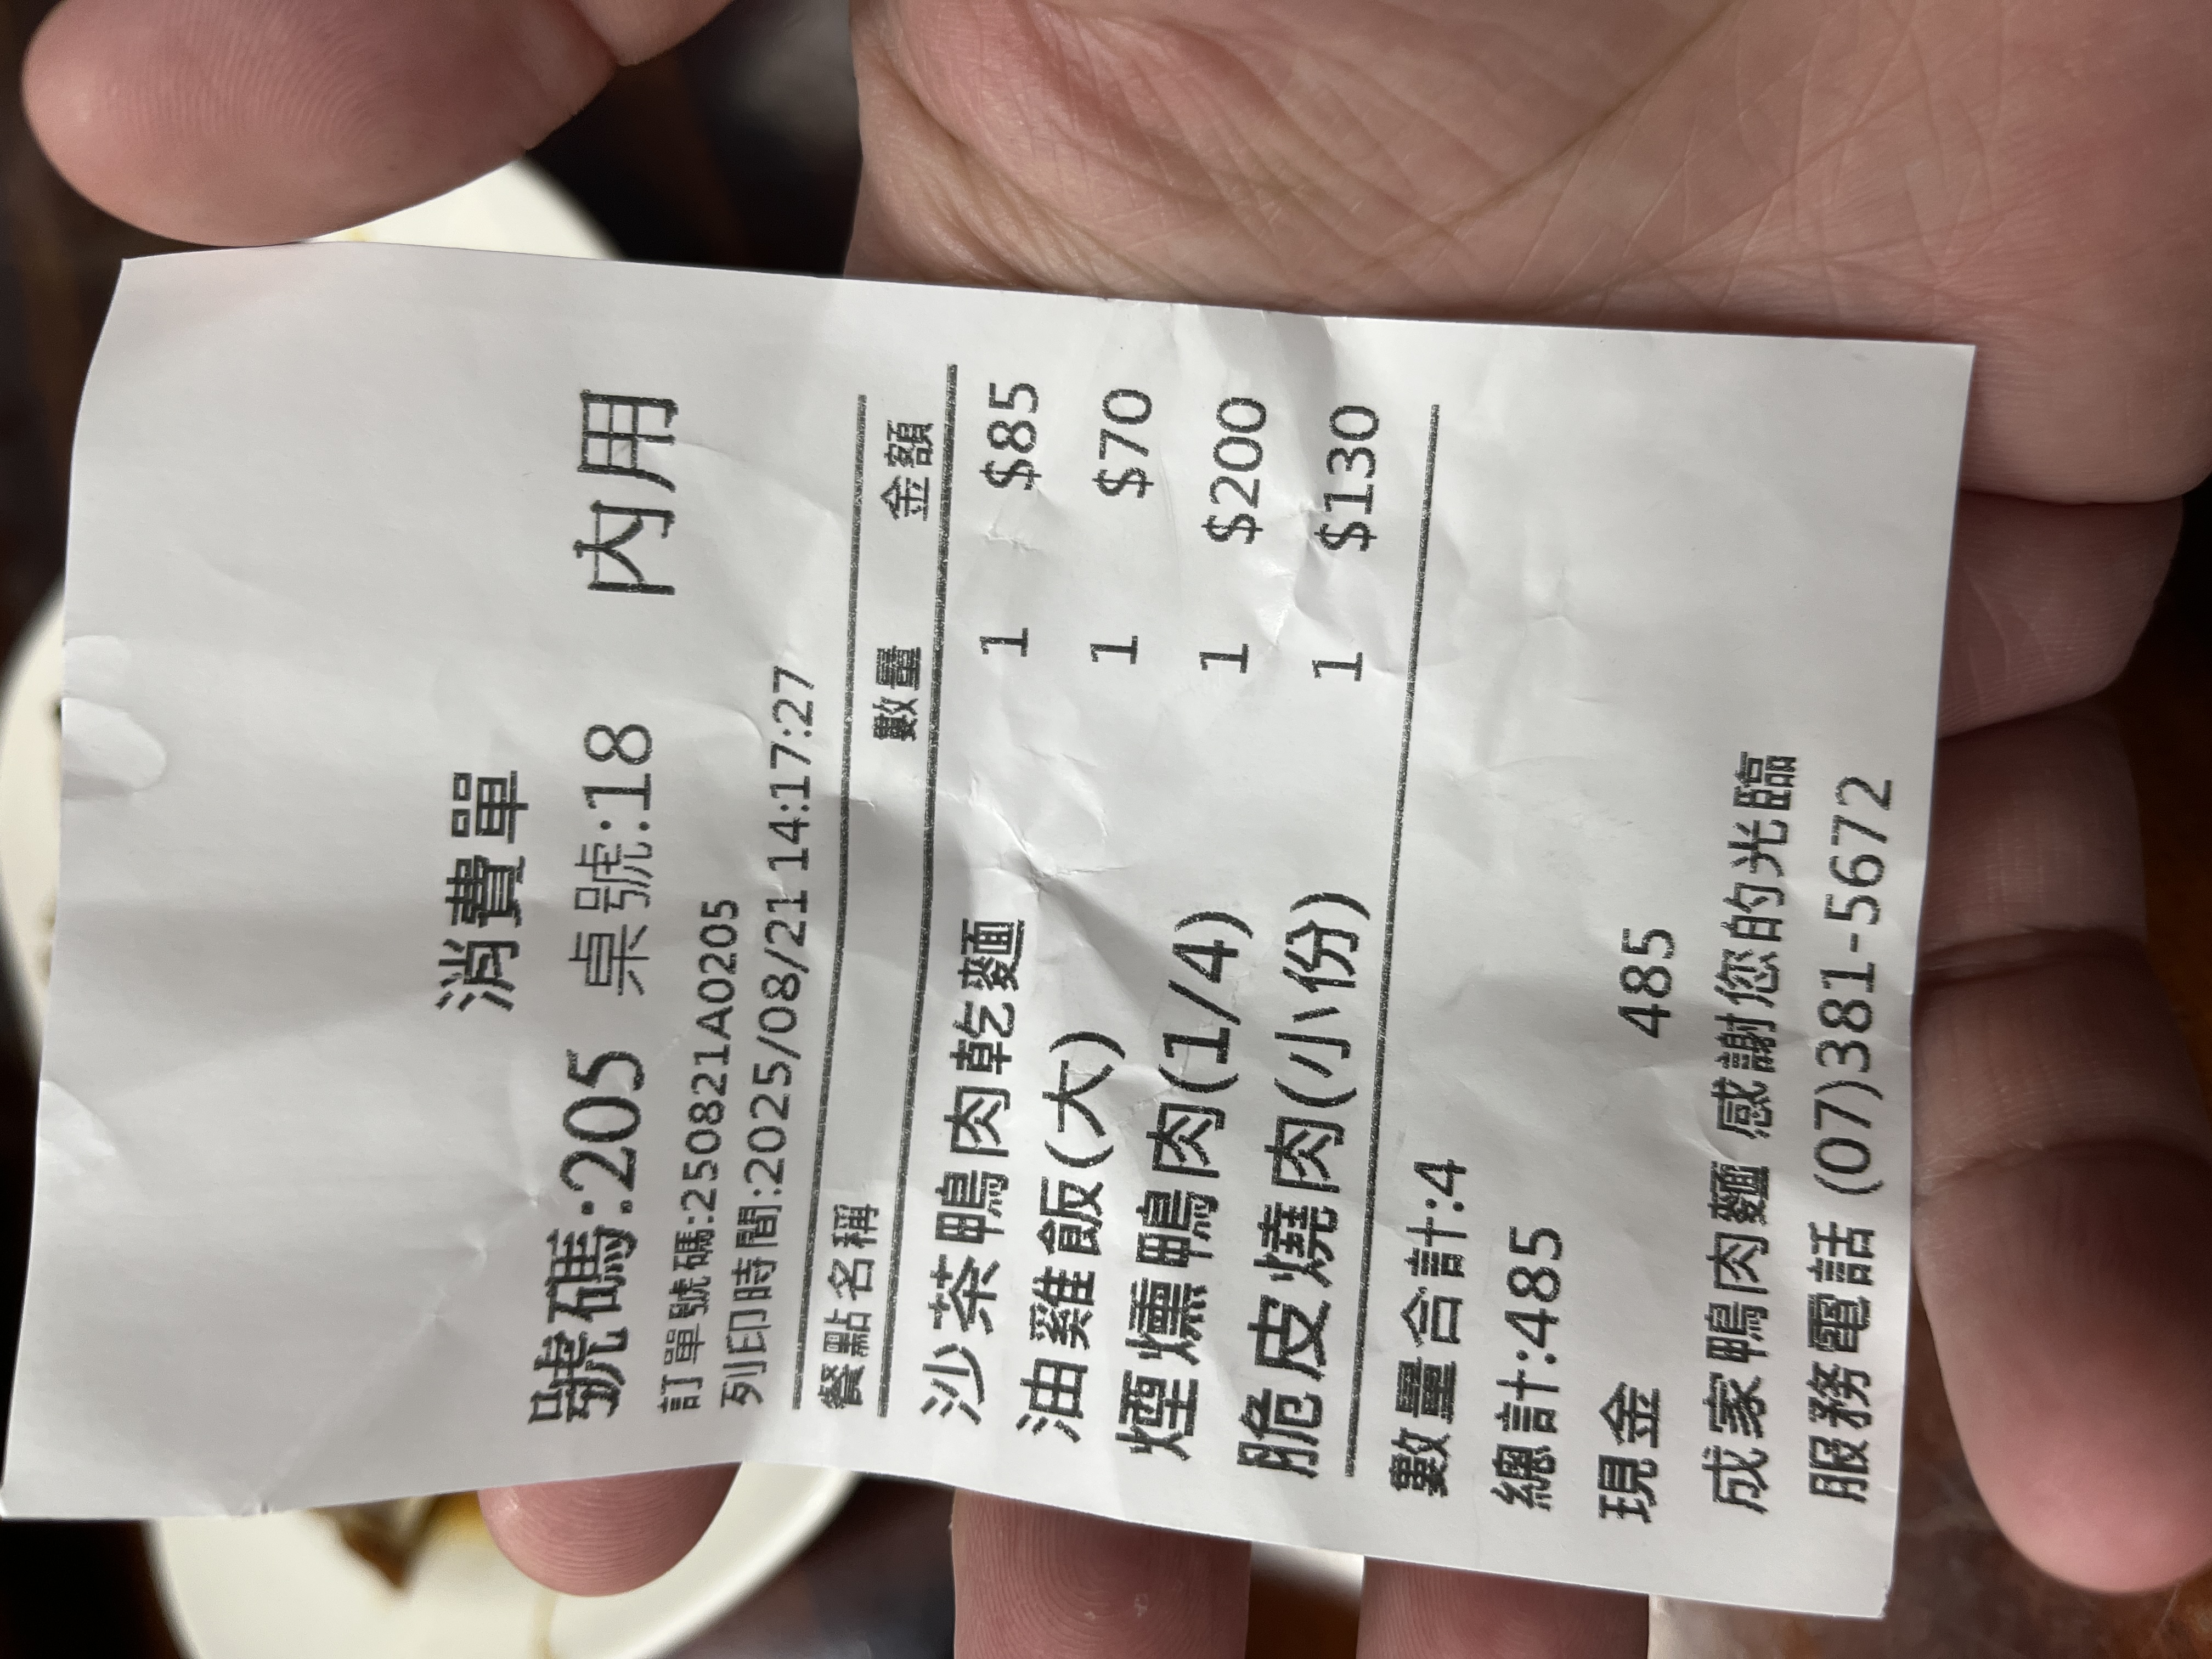 消費單
號碼:205 桌號:18 內用
訂單號碼:250821A0205
列印時間:2025/08/21 14:17:27
餐點名稱 數量 金額
沙茶鴨肉乾麵 1 $85
油雞飯(大) 1 $70
煙燻鴨肉(1/4) 1 $200
脆皮燒肉(小份) 1 $130
數量合計:4
總計:485
現金 485
成家鴨肉麵 感謝您的光臨
服務電話 (07)381-5672